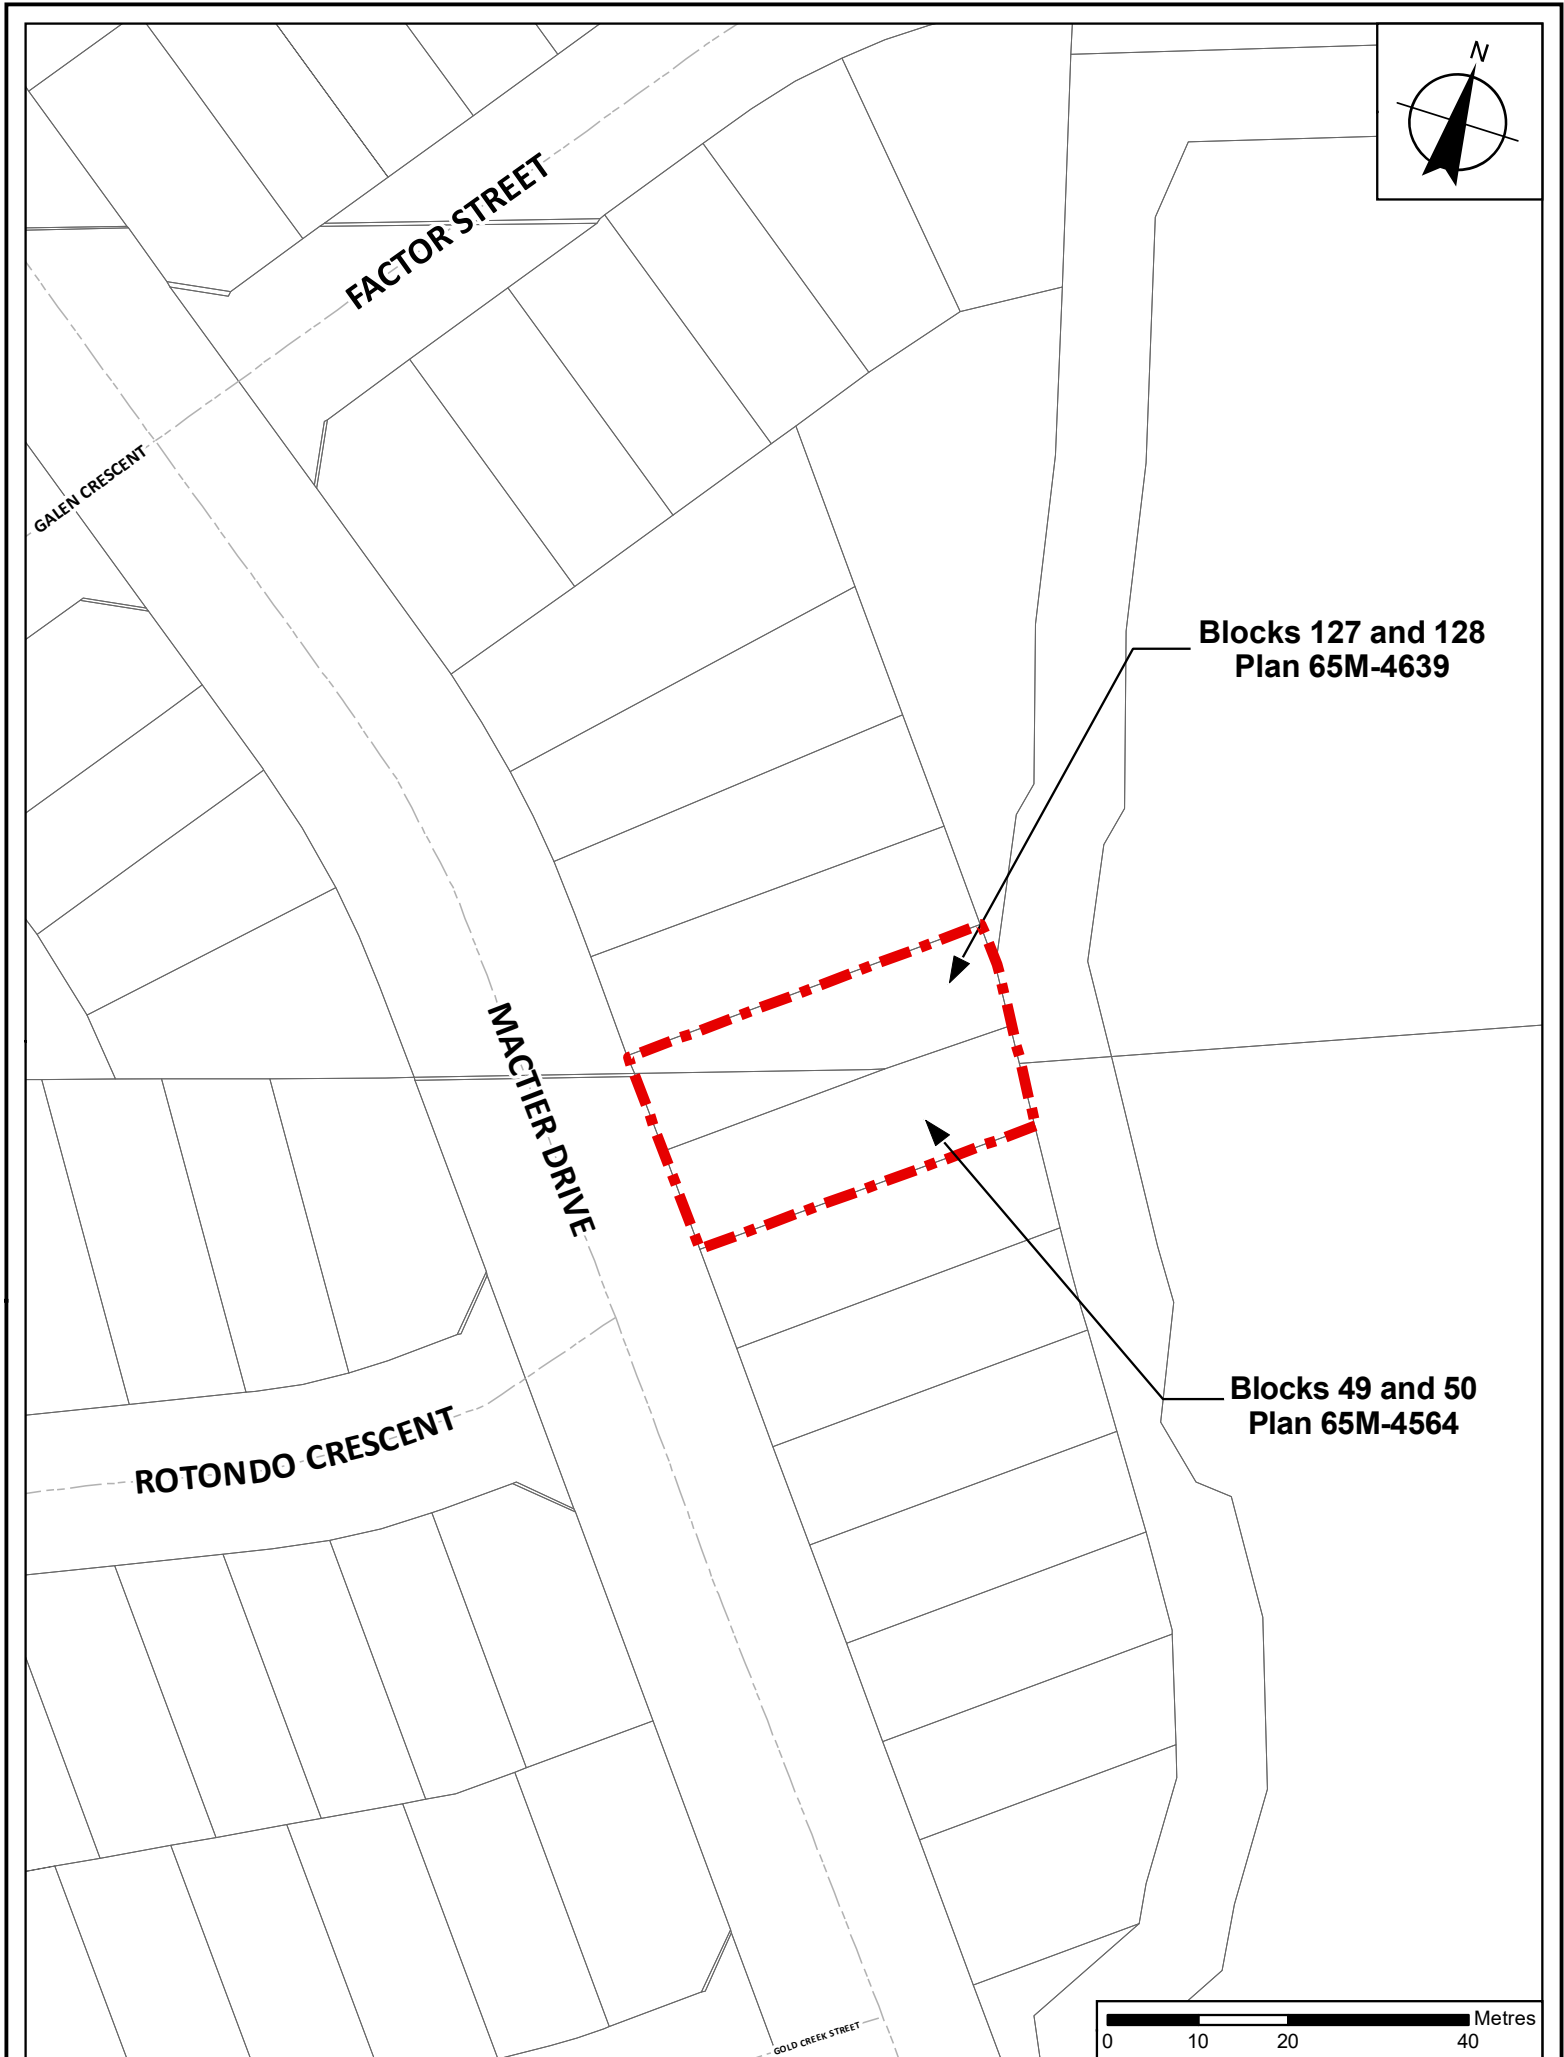 N
FACTOR STREET
GALEN CRESCENT
Blocks 127 and 128
Plan 65M-4639
MACTIER DRIVE
Blocks 49 and 50
Plan 65M-4564
ROTONDO CRESCENT
GOLD CREEK STREET
Metres
0 10 20 40